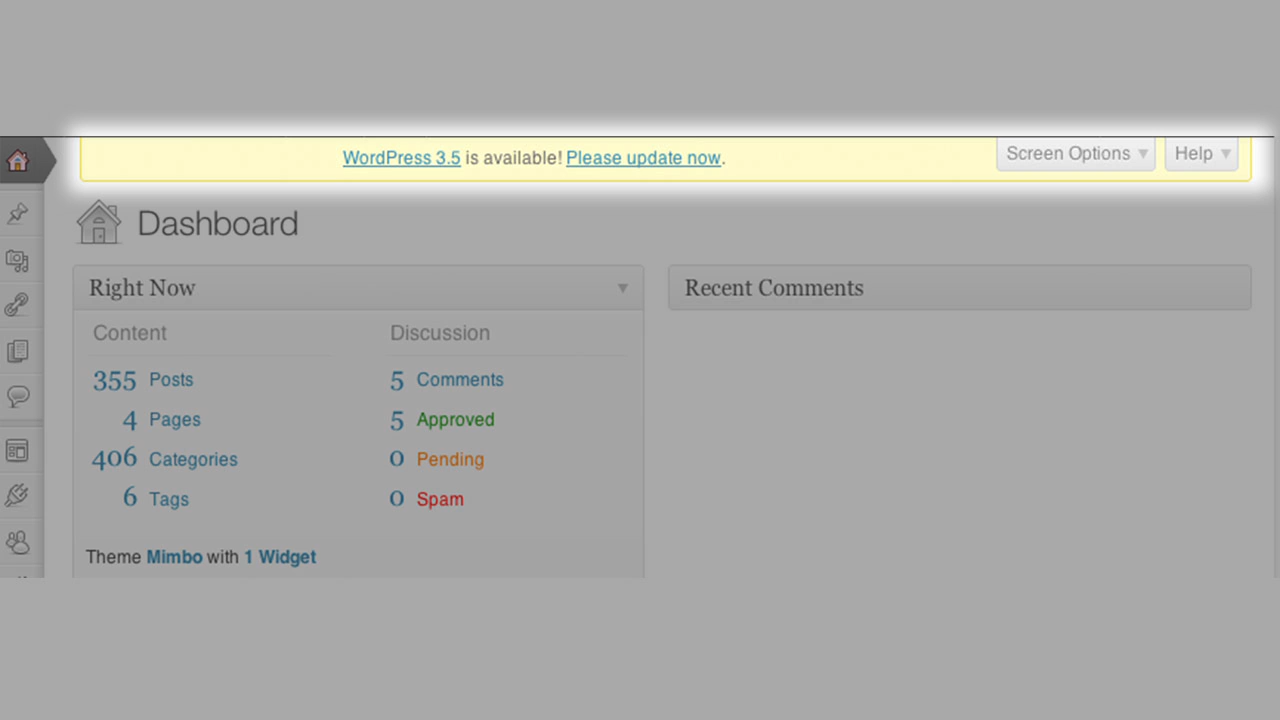 WordPress 3.5 is available! Please update now.
Screen Options
Help
Dashboard
Right Now
Content
355 Posts
4 Pages
406 Categories
6 Tags
Discussion
5 Comments
5 Approved
0 Pending
0 Spam
Theme Mimbo with 1 Widget
Recent Comments